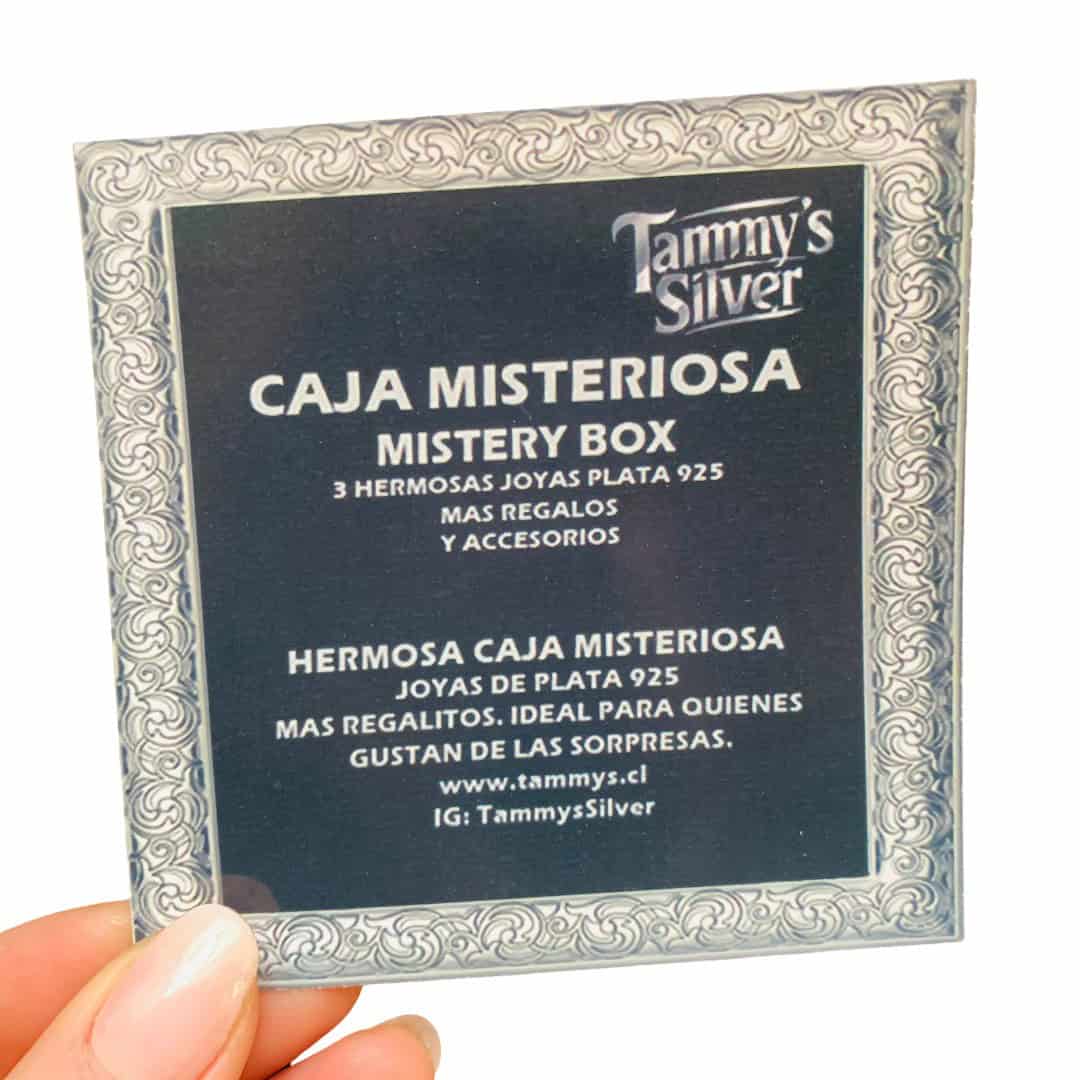 Tammy's
Silver
CAJA MISTERIOSA
MISTERY BOX
3 HERMOSAS JOYAS PLATA 925
MAS REGALOS
Y ACCESORIOS
HERMOSA CAJA MISTERIOSA
JOYAS DE PLATA 925
MAS REGALITOS. IDEAL PARA QUIENES
GUSTAN DE LAS SORPRESAS.
www.tammys.cl
IG: TammysSilver